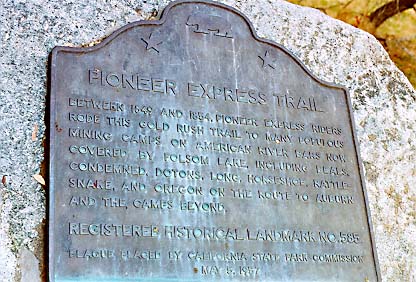 PIONEER EXPRESS TRAIL
BETWEEN 1849 AND 1854, PIONEER EXPRESS RIDERS
RODE THIS GOLD RUSH TRAIL TO MANY POPULOUS
MINING CAMPS ON AMERICAN RIVER BARS NOW
COVERED BY FOLSOM LAKE, INCLUDING BEALS,
CONDEMNED, DOTONS, LONG, HORSESHOE, RATTLE-
SNAKE, AND OREGON ON THE ROUTE TO AUBURN
AND THE CAMPS BEYOND.
REGISTERED HISTORICAL LANDMARK NO. 585
PLAQUE PLACED BY CALIFORNIA STATE PARK COMMISSION
MAY 5, 1957